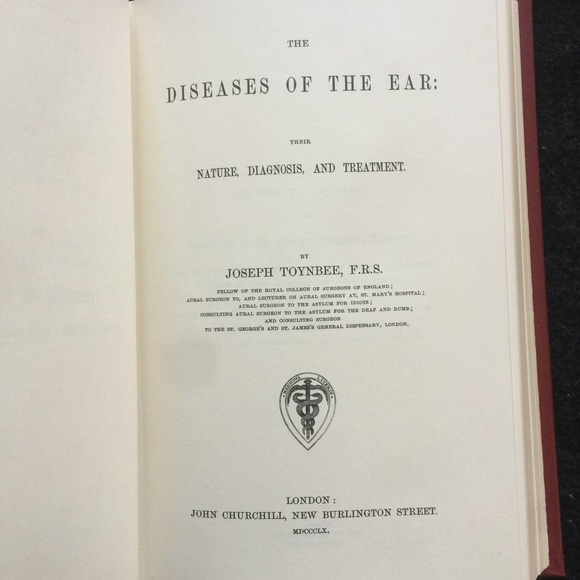 THE
DISEASES OF THE EAR:
THEIR
NATURE, DIAGNOSIS, AND TREATMENT.
BY
JOSEPH TOYNBEE, F.R.S.
FELLOW OF THE ROYAL COLLEGE OF SURGEONS OF ENGLAND;
AURAL SURGEON TO, AND LECTURER ON AURAL SURGERY AT, ST. MARY'S HOSPITAL;
AURAL SURGEON TO THE ASYLUM FOR IDIOTS;
CONSULTING AURAL SURGEON TO THE ASYLUM FOR THE DEAF AND DUMB;
AND CONSULTING SURGEON
TO THE ST. GEORGE'S AND ST. JAMES'S GENERAL DISPENSARY, LONDON.
LONDON:
JOHN CHURCHILL, NEW BURLINGTON STREET.
MDCCCLX.